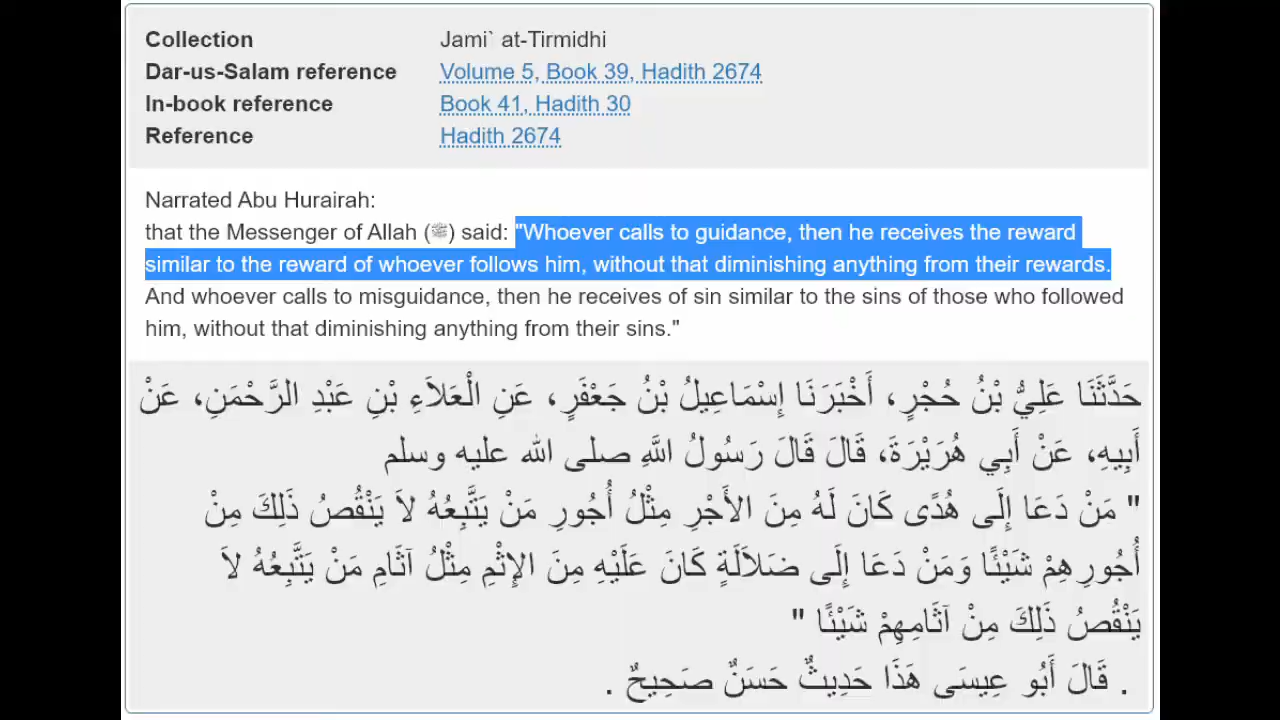 Collection Jami` at-Tirmidhi
Dar-us-Salam reference Volume 5, Book 39, Hadith 2674
In-book reference Book 41, Hadith 30
Reference Hadith 2674
Narrated Abu Hurairah:
that the Messenger of Allah (ﷺ) said: "Whoever calls to guidance, then he receives the reward
similar to the reward of whoever follows him, without that diminishing anything from their rewards.
And whoever calls to misguidance, then he receives of sin similar to the sins of those who followed
him, without that diminishing anything from their sins."
حَدَّثَنَا عَلِيُّ بْنُ حُجْرٍ، أَخْبَرَنَا إِسْمَاعِيلُ بْنُ جَعْفَرٍ، عَنِ الْعَلاَءِ بْنِ عَبْدِ الرَّحْمَنِ، عَنْ
أَبِيهِ، عَنْ أَبِي هُرَيْرَةَ، قَالَ قَالَ رَسُولُ اللَّهِ صلى الله عليه وسلم
" مَنْ دَعَا إِلَى هُدًى كَانَ لَهُ مِنَ الأَجْرِ مِثْلُ أُجُورِ مَنْ يَتَّبِعُهُ لاَ يَنْقُصُ ذَلِكَ مِنْ
أُجُورِهِمْ شَيْئًا وَمَنْ دَعَا إِلَى ضَلاَلَةٍ كَانَ عَلَيْهِ مِنَ الإِثْمِ مِثْلُ آثَامِ مَنْ يَتَّبِعُهُ لاَ
يَنْقُصُ ذَلِكَ مِنْ آثَامِهِمْ شَيْئًا "
. قَالَ أَبُو عِيسَى هَذَا حَدِيثٌ حَسَنٌ صَحِيحٌ .